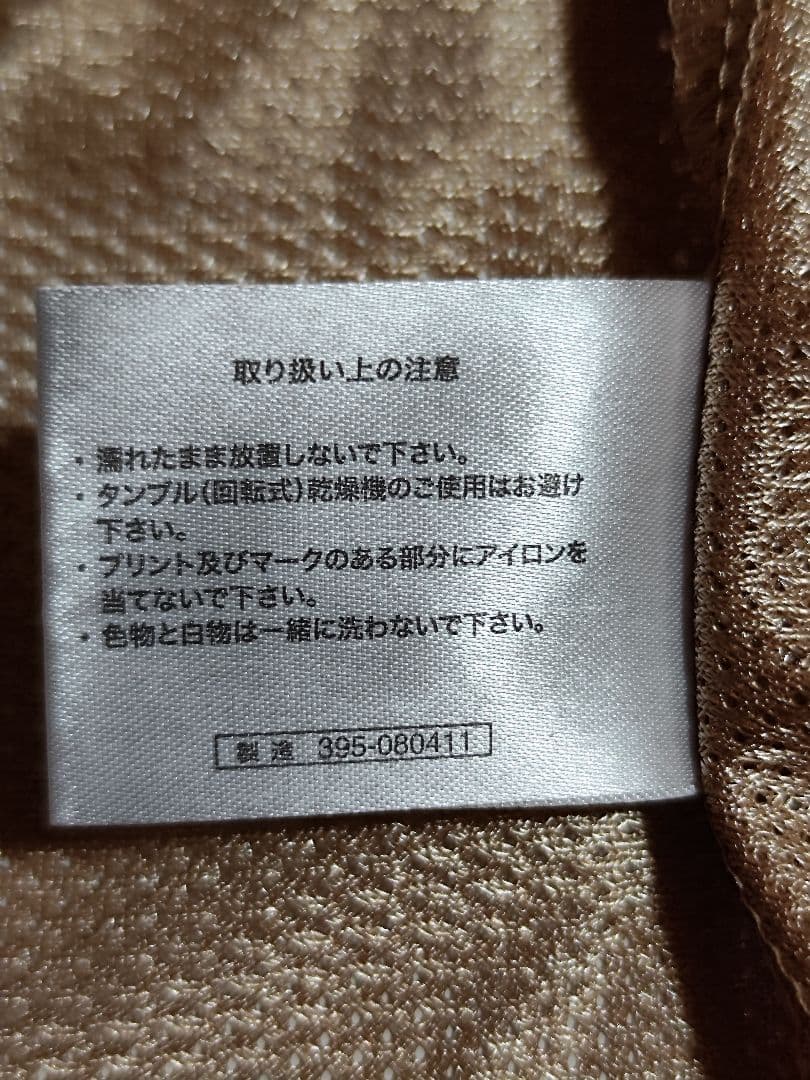 取り扱い上の注意
・濡れたまま放置しないで下さい。
・タンブル(回転式)乾燥機のご使用はお避け
下さい。
・プリント及びマークのある部分にアイロンを
当てないで下さい。
・色物と白物は一緒に洗わないで下さい。
製造 395-080411